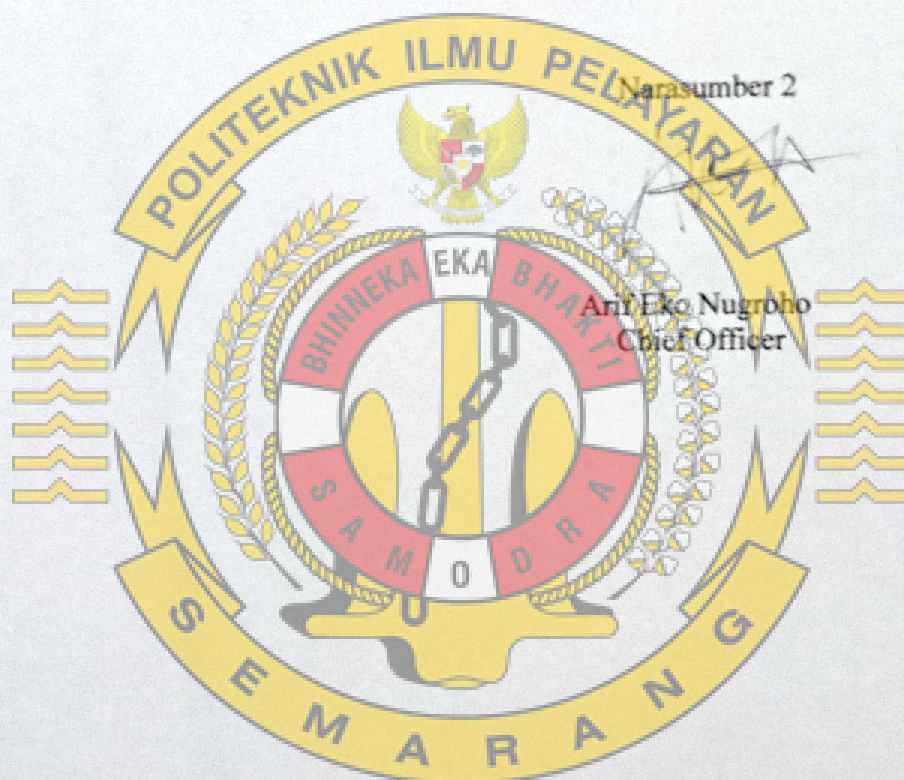 POLITEKNIK ILMU PELAYARAN
Narasumber 2
BHINNEKA EKA BHAKTI
Arif Eko Nugroho
Chief Officer
SAMODRA
SEMARANG